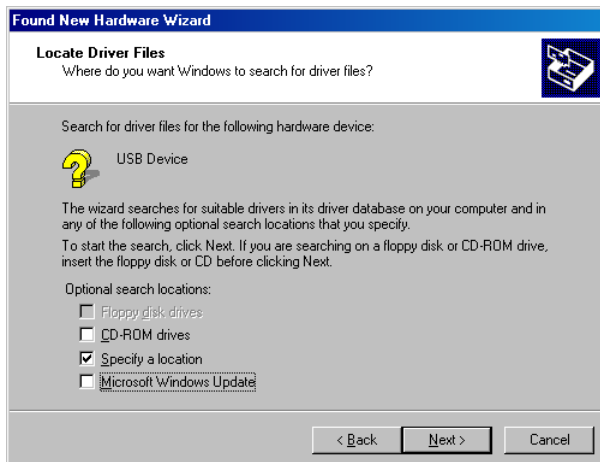 Found New Hardware Wizard
Locate Driver Files
Where do you want Windows to search for driver files?
Search for driver files for the following hardware device:
USB Device
The wizard searches for suitable drivers in its driver database on your computer and in
any of the following optional search locations that you specify.
To start the search, click Next. If you are searching on a floppy disk or CD-ROM drive,
insert the floppy disk or CD before clicking Next.
Optional search locations:
Floppy disk drives
CD-ROM drives
Specify a location
Microsoft Windows Update
< Back Next > Cancel